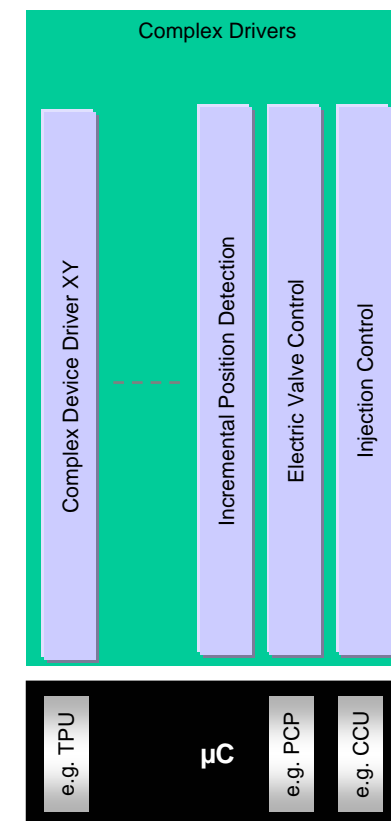 Complex Drivers
Complex Device Driver XY
Incremental Position Detection
Electric Valve Control
Injection Control
e.g. TPU
µC
e.g. PCP
e.g. CCU